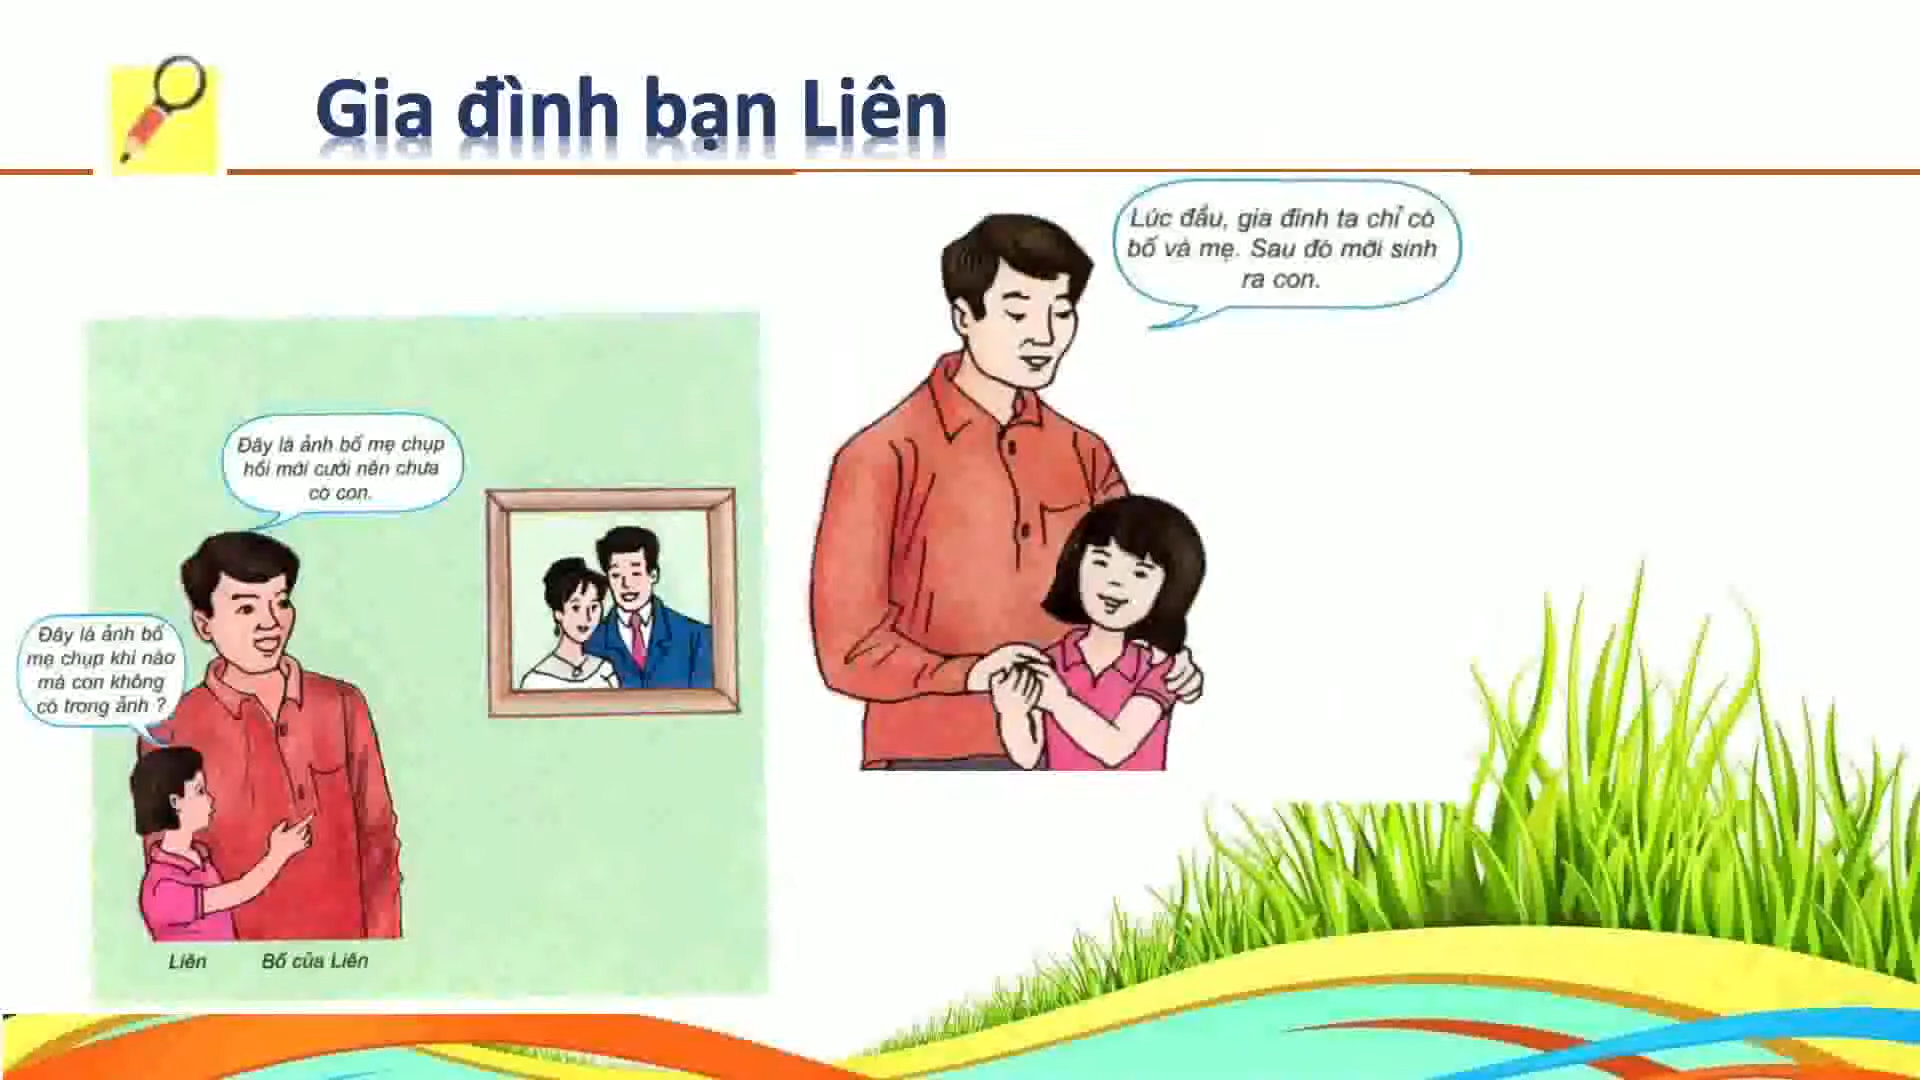 Gia đình bạn Liên
Lúc đầu, gia đình ta chỉ có
bố và mẹ. Sau đó mới sinh
ra con.
Đây là ảnh bố mẹ chụp
hồi mới cưới nên chưa
có con.
Đây là ảnh bố
mẹ chụp khi nào
mà con không
có trong ảnh ?
Liên
Bố của Liên